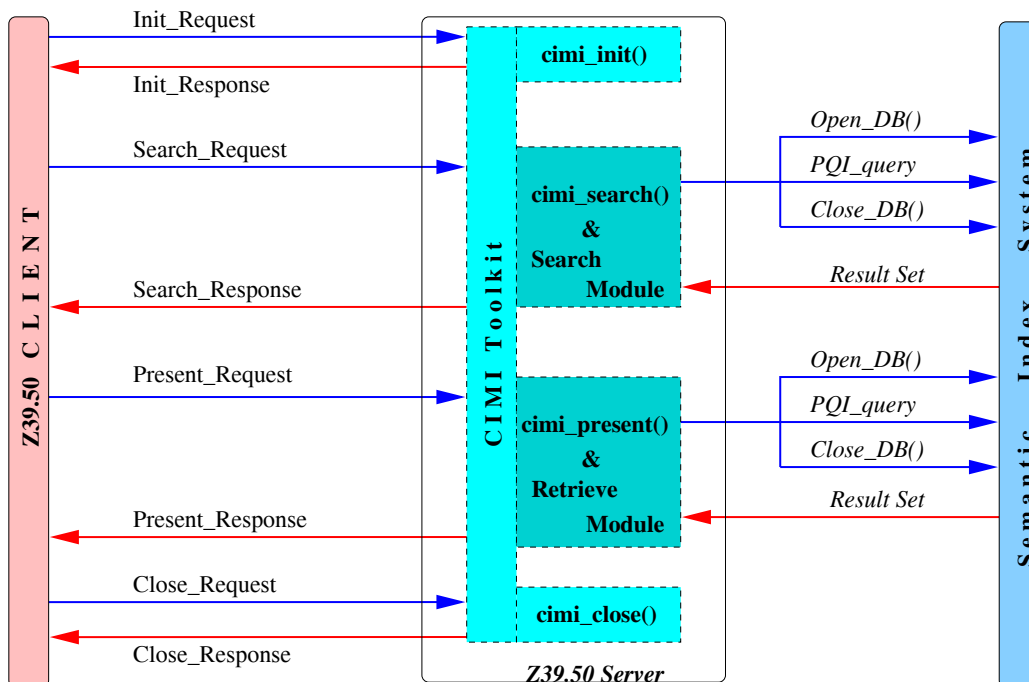 Z39.50 CLIENT
Init_Request
Init_Response
Search_Request
Search_Response
Present_Request
Present_Response
Close_Request
Close_Response
CIMI Toolkit
cimi_init()
cimi_search()
&
Search
Module
cimi_present()
&
Retrieve
Module
cimi_close()
Z39.50 Server
Open_DB()
PQI_query
Close_DB()
Result Set
Open_DB()
PQI_query
Close_DB()
Result Set
Semantic Index System